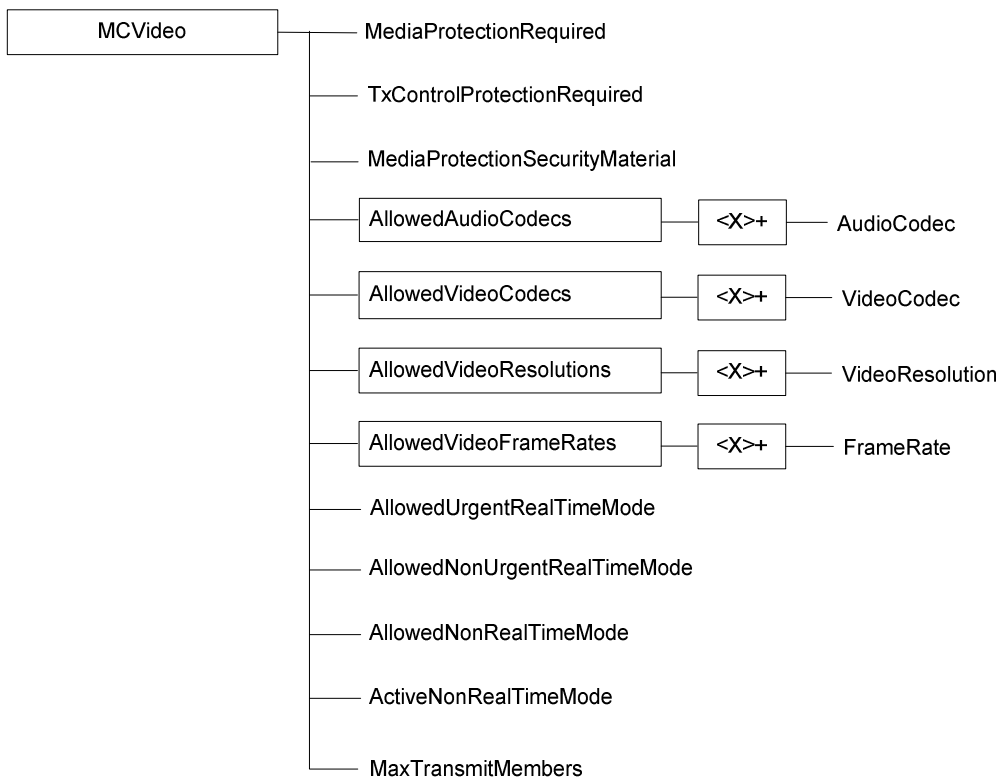 MCVideo
MediaProtectionRequired
TxControlProtectionRequired
MediaProtectionSecurityMaterial
AllowedAudioCodecs <X>+ AudioCodec
AllowedVideoCodecs <X>+ VideoCodec
AllowedVideoResolutions <X>+ VideoResolution
AllowedVideoFrameRates <X>+ FrameRate
AllowedUrgentRealTimeMode
AllowedNonUrgentRealTimeMode
AllowedNonRealTimeMode
ActiveNonRealTimeMode
MaxTransmitMembers